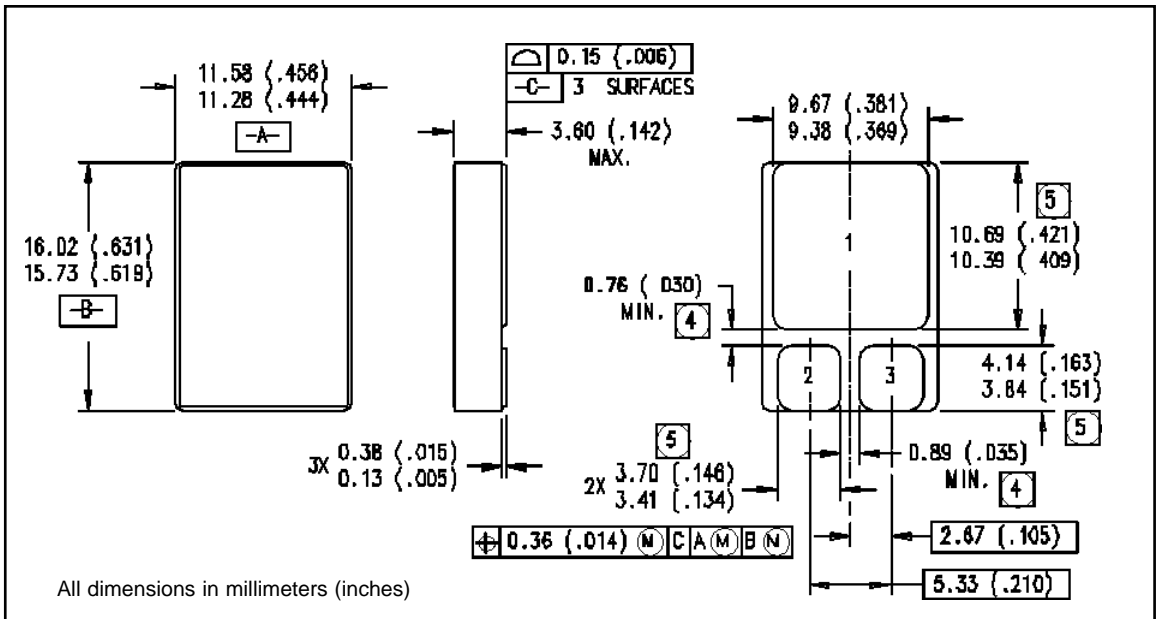 0.15 (.006)
-C- 3 SURFACES
11.58 (.456)
11.28 (.444)
-A-
3.60 (.142)
MAX.
9.67 (.381)
9.38 (.369)
16.02 (.631)
15.73 (.619)
-B-
0.76 ( 030)
MIN. 4
1
5
10.69 (.421)
10.39 ( 409)
2
3
4.14 (.163)
3.84 (.151)
5
3X 0.38 (.015)
0.13 (.005)
5
2X 3.70 (.146)
3.41 (.134)
0.89 (.035)
MIN. 4
⌖ 0.36 (.014) Ⓜ C A Ⓜ B Ⓜ
2.67 (.105)
5.33 (.210)
All dimensions in millimeters (inches)